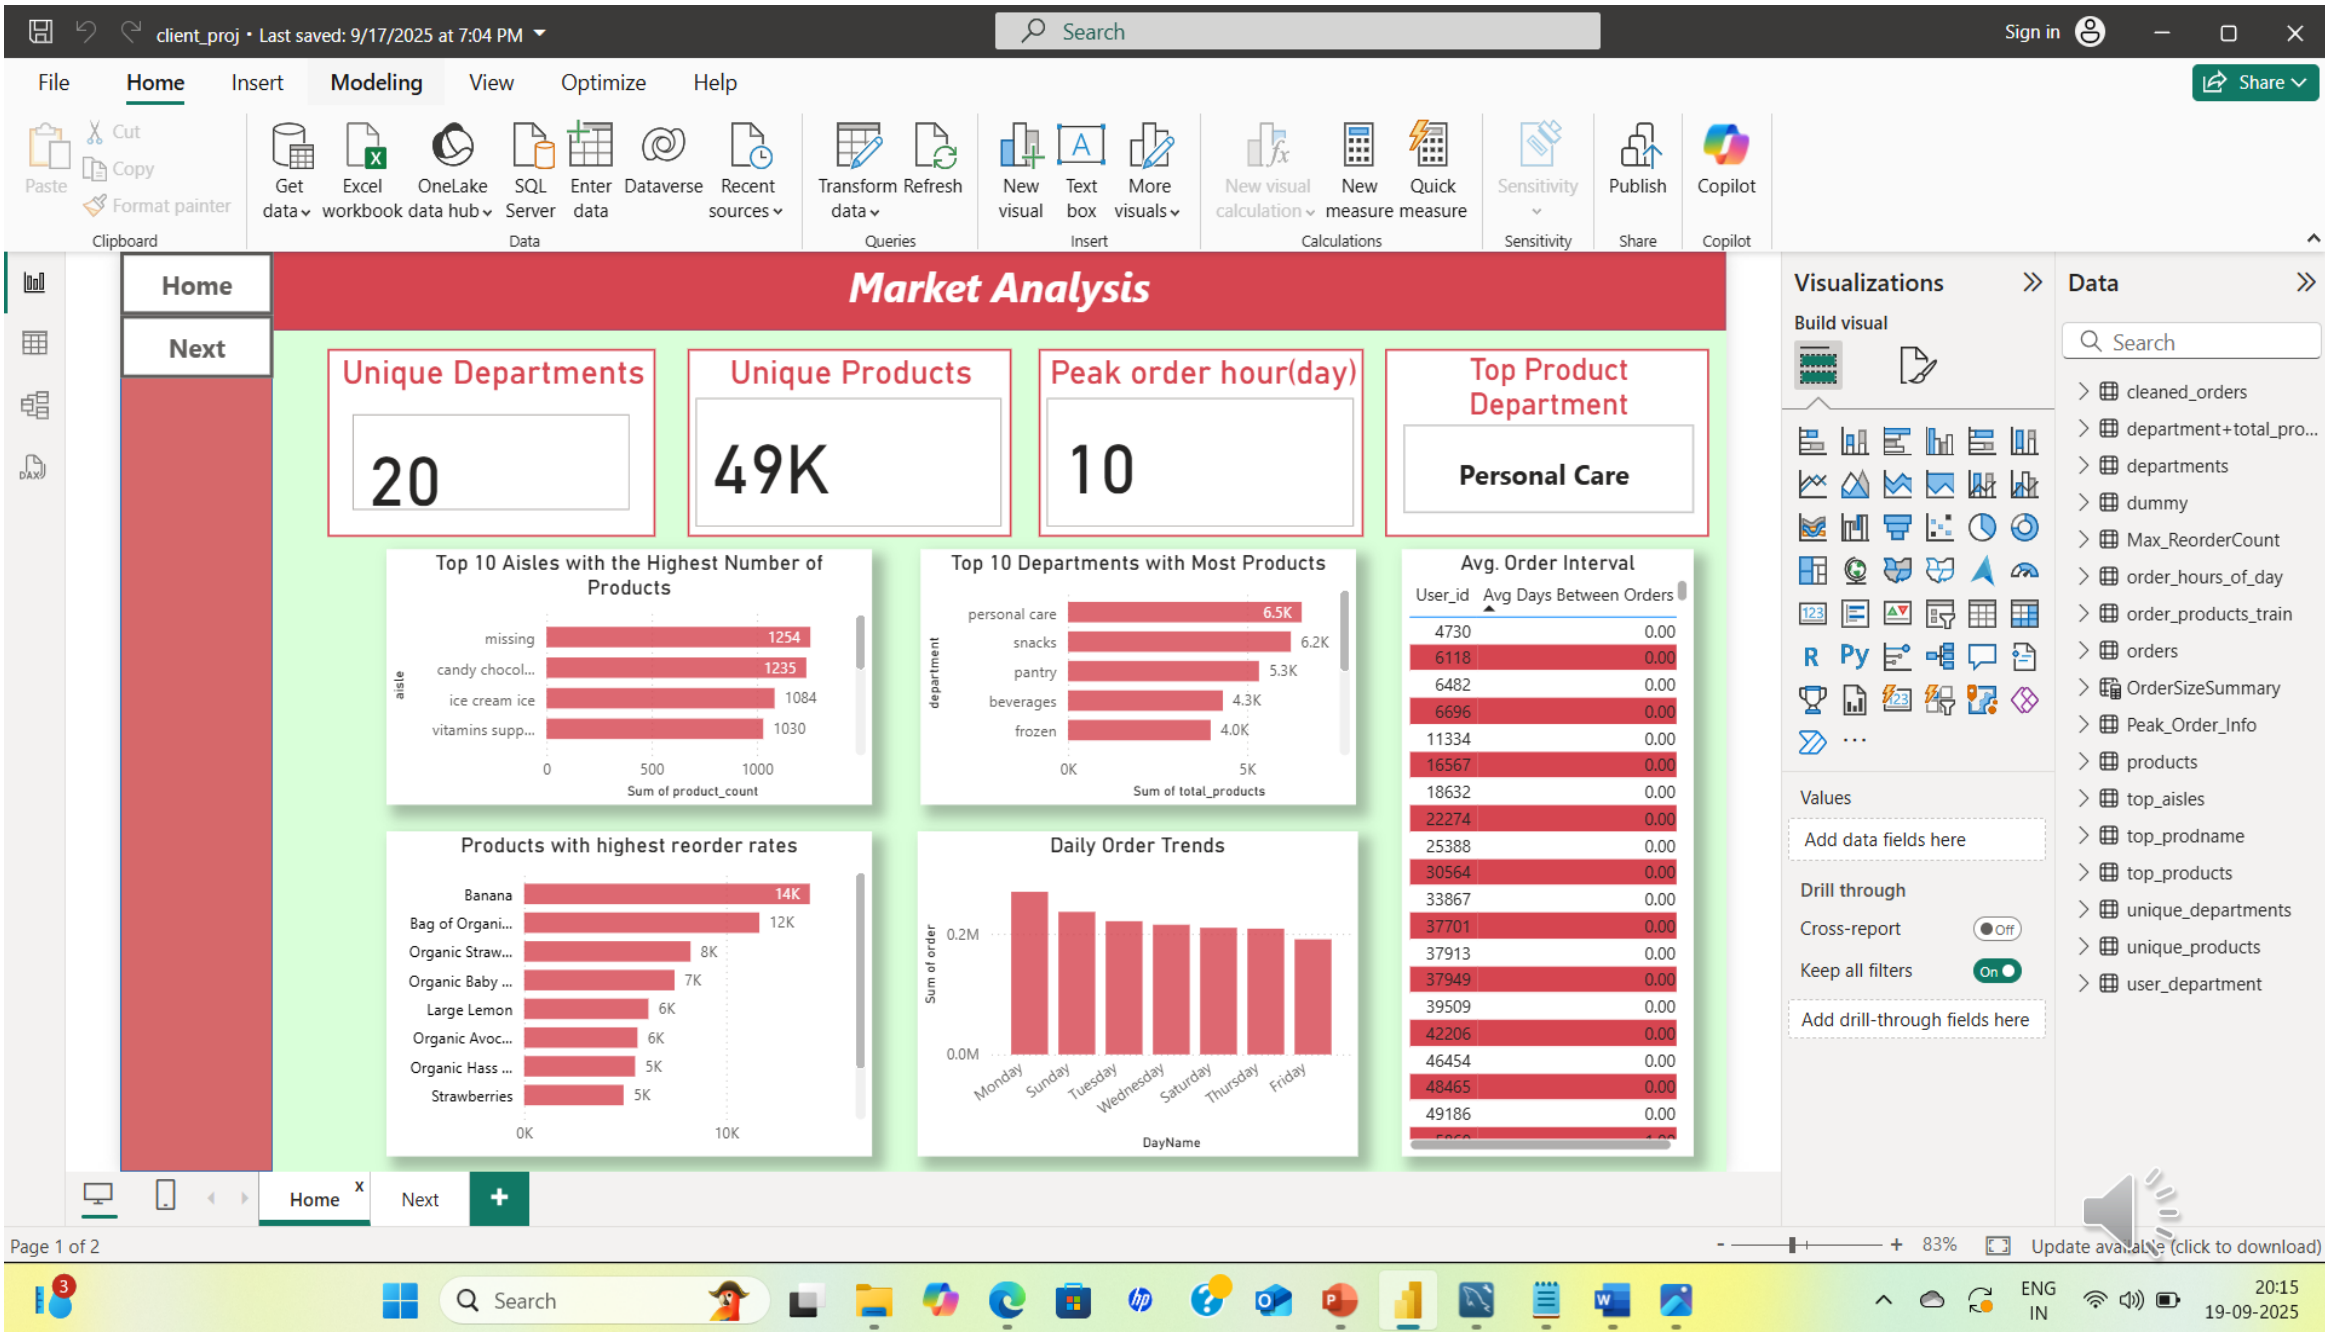 client_proj • Last saved: 9/17/2025 at 7:04 PM
Search
Sign in
File Home Insert Modeling View Optimize Help
Share
Paste
Cut
Copy
Format painter
Clipboard
Get data
Excel workbook
OneLake data hub
SQL Server
Enter data
Dataverse
Recent sources
Data
Transform data
Refresh
Queries
New visual
Text box
More visuals
Insert
New visual calculation
New measure
Quick measure
Calculations
Sensitivity
Sensitivity
Publish
Share
Copilot
Copilot
DAX
Home
Next
Market Analysis
Unique Departments
20
Unique Products
49K
Peak order hour(day)
10
Top Product
Department
Personal Care
Top 10 Aisles with the Highest Number of
Products
aisle
missing 1254
candy chocol... 1235
ice cream ice 1084
vitamins supp... 1030
0 500 1000
Sum of product_count
Top 10 Departments with Most Products
department
personal care 6.5K
snacks 6.2K
pantry 5.3K
beverages 4.3K
frozen 4.0K
0K 5K
Sum of total_products
Products with highest reorder rates
Banana 14K
Bag of Organi... 12K
Organic Straw... 8K
Organic Baby ... 7K
Large Lemon 6K
Organic Avoc... 6K
Organic Hass ... 5K
Strawberries 5K
0K 10K
Daily Order Trends
Sum of order
0.2M
0.0M
Monday Sunday Tuesday Wednesday Saturday Thursday Friday
DayName
Avg. Order Interval
User_id Avg Days Between Orders
4730 0.00
6118 0.00
6482 0.00
6696 0.00
11334 0.00
16567 0.00
18632 0.00
22274 0.00
25388 0.00
30564 0.00
33867 0.00
37701 0.00
37913 0.00
37949 0.00
39509 0.00
42206 0.00
46454 0.00
48465 0.00
49186 0.00
Visualizations
Build visual
123
R Py
123
...
Values
Add data fields here
Drill through
Cross-report Off
Keep all filters On
Add drill-through fields here
Data
Search
cleaned_orders
department+total_pro...
departments
dummy
Max_ReorderCount
order_hours_of_day
order_products_train
orders
OrderSizeSummary
Peak_Order_Info
products
top_aisles
top_prodname
top_products
unique_departments
unique_products
user_department
Home x Next +
Page 1 of 2
- + 83%
Update available (click to download)
3
Search
hp
ENG
IN
20:15
19-09-2025